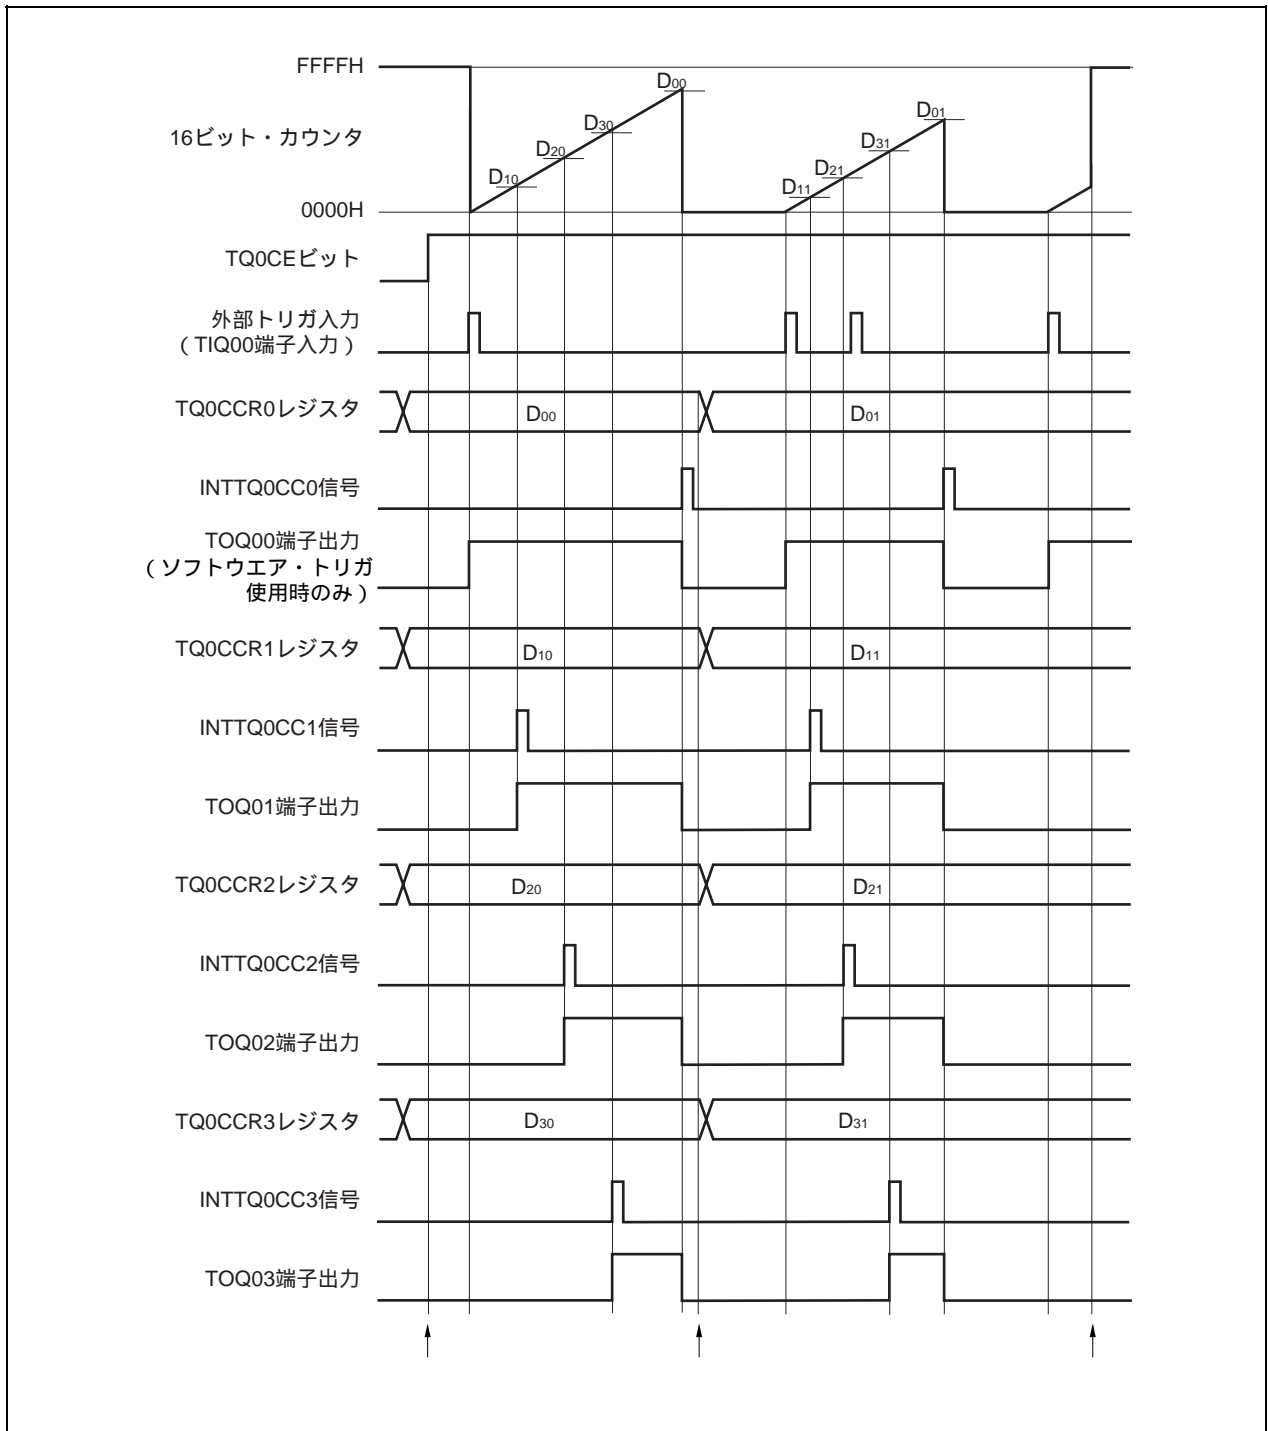 FFFFH
D00
D01
D30
D31
16ビット・カウンタ
D20
D21
D10
D11
0000H
TQ0CEビット
外部トリガ入力
(TIQ00端子入力)
TQ0CCR0レジスタ
D00
D01
INTTQ0CC0信号
TOQ00端子出力
(ソフトウエア・トリガ
使用時のみ)
TQ0CCR1レジスタ
D10
D11
INTTQ0CC1信号
TOQ01端子出力
TQ0CCR2レジスタ
D20
D21
INTTQ0CC2信号
TOQ02端子出力
TQ0CCR3レジスタ
D30
D31
INTTQ0CC3信号
TOQ03端子出力